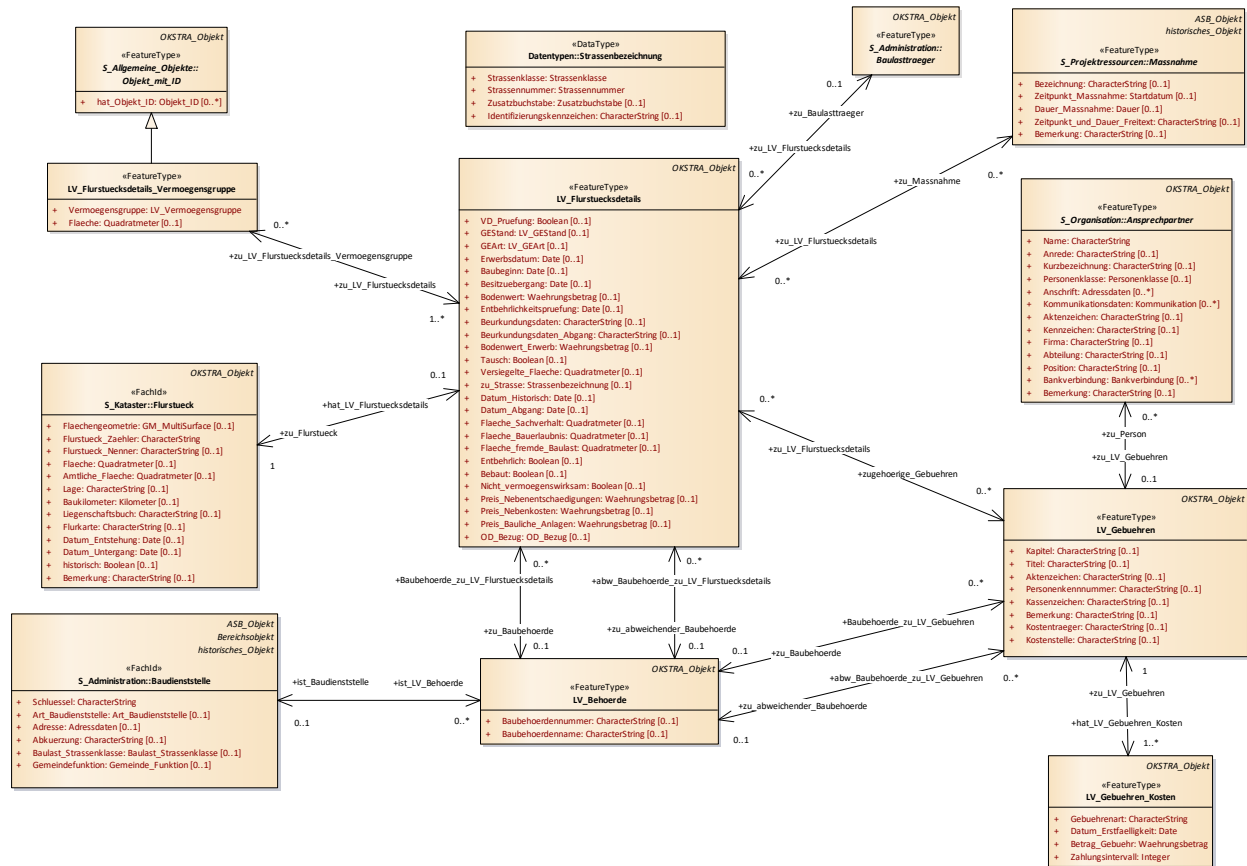 OKSTRA_Objekt
«FeatureType»
S_Allgemeine_Objekte::
Objekt_mit_ID
+ hat_Objekt_ID: Objekt_ID [0..*]
«DataType»
Datentypen::Strassenbezeichnung
+ Strassenklasse: Strassenklasse
+ Strassennummer: Strassennummer
+ Zusatzbuchstabe: Zusatzbuchstabe [0..1]
+ Identifizierungskennzeichen: CharacterString [0..1]
OKSTRA_Objekt
«FeatureType»
S_Administration::
Baulasttraeger
ASB_Objekt
historisches_Objekt
«FeatureType»
S_Projektressourcen::Massnahme
+ Bezeichnung: CharacterString [0..1]
+ Zeitpunkt_Massnahme: Startdatum [0..1]
+ Dauer_Massnahme: Dauer [0..1]
+ Zeitpunkt_und_Dauer_Freitext: CharacterString [0..1]
+ Bemerkung: CharacterString [0..1]
0..1
+zu_Baulasttraeger
+zu_LV_Flurstuecksdetails
0..*
0..*
+zu_Massnahme
+zu_LV_Flurstuecksdetails
0..*
«FeatureType»
LV_Flurstuecksdetails_Vermoegensgruppe
+ Vermoegensgruppe: LV_Vermoegensgruppe
+ Flaeche: Quadratmeter [0..1]
0..*
+zu_LV_Flurstuecksdetails_Vermoegensgruppe
+zu_LV_Flurstuecksdetails
1..*
OKSTRA_Objekt
«FeatureType»
LV_Flurstuecksdetails
+ VD_Pruefung: Boolean [0..1]
+ GEStand: LV_GEStand [0..1]
+ GEArt: LV_GEArt [0..1]
+ Erwerbsdatum: Date [0..1]
+ Baubeginn: Date [0..1]
+ Besitzuebergang: Date [0..1]
+ Bodenwert: Waehrungsbetrag [0..1]
+ Entbehrlichkeitspruefung: Date [0..1]
+ Beurkundungsdaten: CharacterString [0..1]
+ Beurkundungsdaten_Abgang: CharacterString [0..1]
+ Bodenwert_Erwerb: Waehrungsbetrag [0..1]
+ Tausch: Boolean [0..1]
+ Versiegelte_Flaeche: Quadratmeter [0..1]
+ zu_Strasse: Strassenbezeichnung [0..1]
+ Datum_Historisch: Date [0..1]
+ Datum_Abgang: Date [0..1]
+ Flaeche_Sachverhalt: Quadratmeter [0..1]
+ Flaeche_Bauerlaubnis: Quadratmeter [0..1]
+ Flaeche_fremde_Baulast: Quadratmeter [0..1]
+ Entbehrlich: Boolean [0..1]
+ Bebaut: Boolean [0..1]
+ Nicht_vermoegenswirksam: Boolean [0..1]
+ Preis_Nebenentschaedigungen: Waehrungsbetrag [0..1]
+ Preis_Nebenkosten: Waehrungsbetrag [0..1]
+ Preis_Bauliche_Anlagen: Waehrungsbetrag [0..1]
+ OD_Bezug: OD_Bezug [0..1]
OKSTRA_Objekt
«FeatureType»
S_Organisation::Ansprechpartner
+ Name: CharacterString
+ Anrede: CharacterString [0..1]
+ Kurzbezeichnung: CharacterString [0..1]
+ Personenklasse: Personenklasse [0..1]
+ Anschrift: Adressdaten [0..*]
+ Kommunikationsdaten: Kommunikation [0..*]
+ Aktenzeichen: CharacterString [0..1]
+ Kennzeichen: CharacterString [0..1]
+ Firma: CharacterString [0..1]
+ Abteilung: CharacterString [0..1]
+ Position: CharacterString [0..1]
+ Bankverbindung: Bankverbindung [0..*]
+ Bemerkung: CharacterString [0..1]
OKSTRA_Objekt
«FachId»
S_Kataster::Flurstueck
+ Flaechengeometrie: GM_MultiSurface [0..1]
+ Flurstueck_Zaehler: CharacterString
+ Flurstueck_Nenner: CharacterString [0..1]
+ Flaeche: Quadratmeter [0..1]
+ Amtliche_Flaeche: Quadratmeter [0..1]
+ Lage: CharacterString [0..1]
+ Baukilometer: Kilometer [0..1]
+ Liegenschaftsbuch: CharacterString [0..1]
+ Flurkarte: CharacterString [0..1]
+ Datum_Entstehung: Date [0..1]
+ Datum_Untergang: Date [0..1]
+ historisch: Boolean [0..1]
+ Bemerkung: CharacterString [0..1]
0..1
+hat_LV_Flurstuecksdetails
+zu_Flurstueck
1
0..*
+zu_LV_Flurstuecksdetails
+zugehoerige_Gebuehren
0..*
0..*
+zu_Person
+zu_LV_Gebuehren
0..1
OKSTRA_Objekt
«FeatureType»
LV_Gebuehren
+ Kapitel: CharacterString [0..1]
+ Titel: CharacterString [0..1]
+ Aktenzeichen: CharacterString [0..1]
+ Personenkennnummer: CharacterString [0..1]
+ Kassenzeichen: CharacterString [0..1]
+ Bemerkung: CharacterString [0..1]
+ Kostentraeger: CharacterString [0..1]
+ Kostenstelle: CharacterString [0..1]
0..*
+Baubehoerde_zu_LV_Flurstuecksdetails
+zu_Baubehoerde
0..1
0..*
+abw_Baubehoerde_zu_LV_Flurstuecksdetails
+zu_abweichender_Baubehoerde
0..1
0..*
+Baubehoerde_zu_LV_Gebuehren
+zu_Baubehoerde
0..1
0..*
+abw_Baubehoerde_zu_LV_Gebuehren
+zu_abweichender_Baubehoerde
0..1
ASB_Objekt
Bereichsobjekt
historisches_Objekt
«FachId»
S_Administration::Baudienststelle
+ Schluessel: CharacterString
+ Art_Baudienststelle: Art_Baudienststelle [0..1]
+ Adresse: Adressdaten [0..1]
+ Abkuerzung: CharacterString [0..1]
+ Baulast_Strassenklasse: Baulast_Strassenklasse [0..1]
+ Gemeindefunktion: Gemeinde_Funktion [0..1]
+ist_Baudienststelle
+ist_LV_Behoerde
0..1
0..*
OKSTRA_Objekt
«FeatureType»
LV_Behoerde
+ Baubehoerdennummer: CharacterString [0..1]
+ Baubehoerdenname: CharacterString [0..1]
1
+zu_LV_Gebuehren
+hat_LV_Gebuehren_Kosten
1..*
OKSTRA_Objekt
«FeatureType»
LV_Gebuehren_Kosten
+ Gebuehrenart: CharacterString
+ Datum_Erstfaelligkeit: Date
+ Betrag_Gebuehr: Waehrungsbetrag
+ Zahlungsintervall: Integer